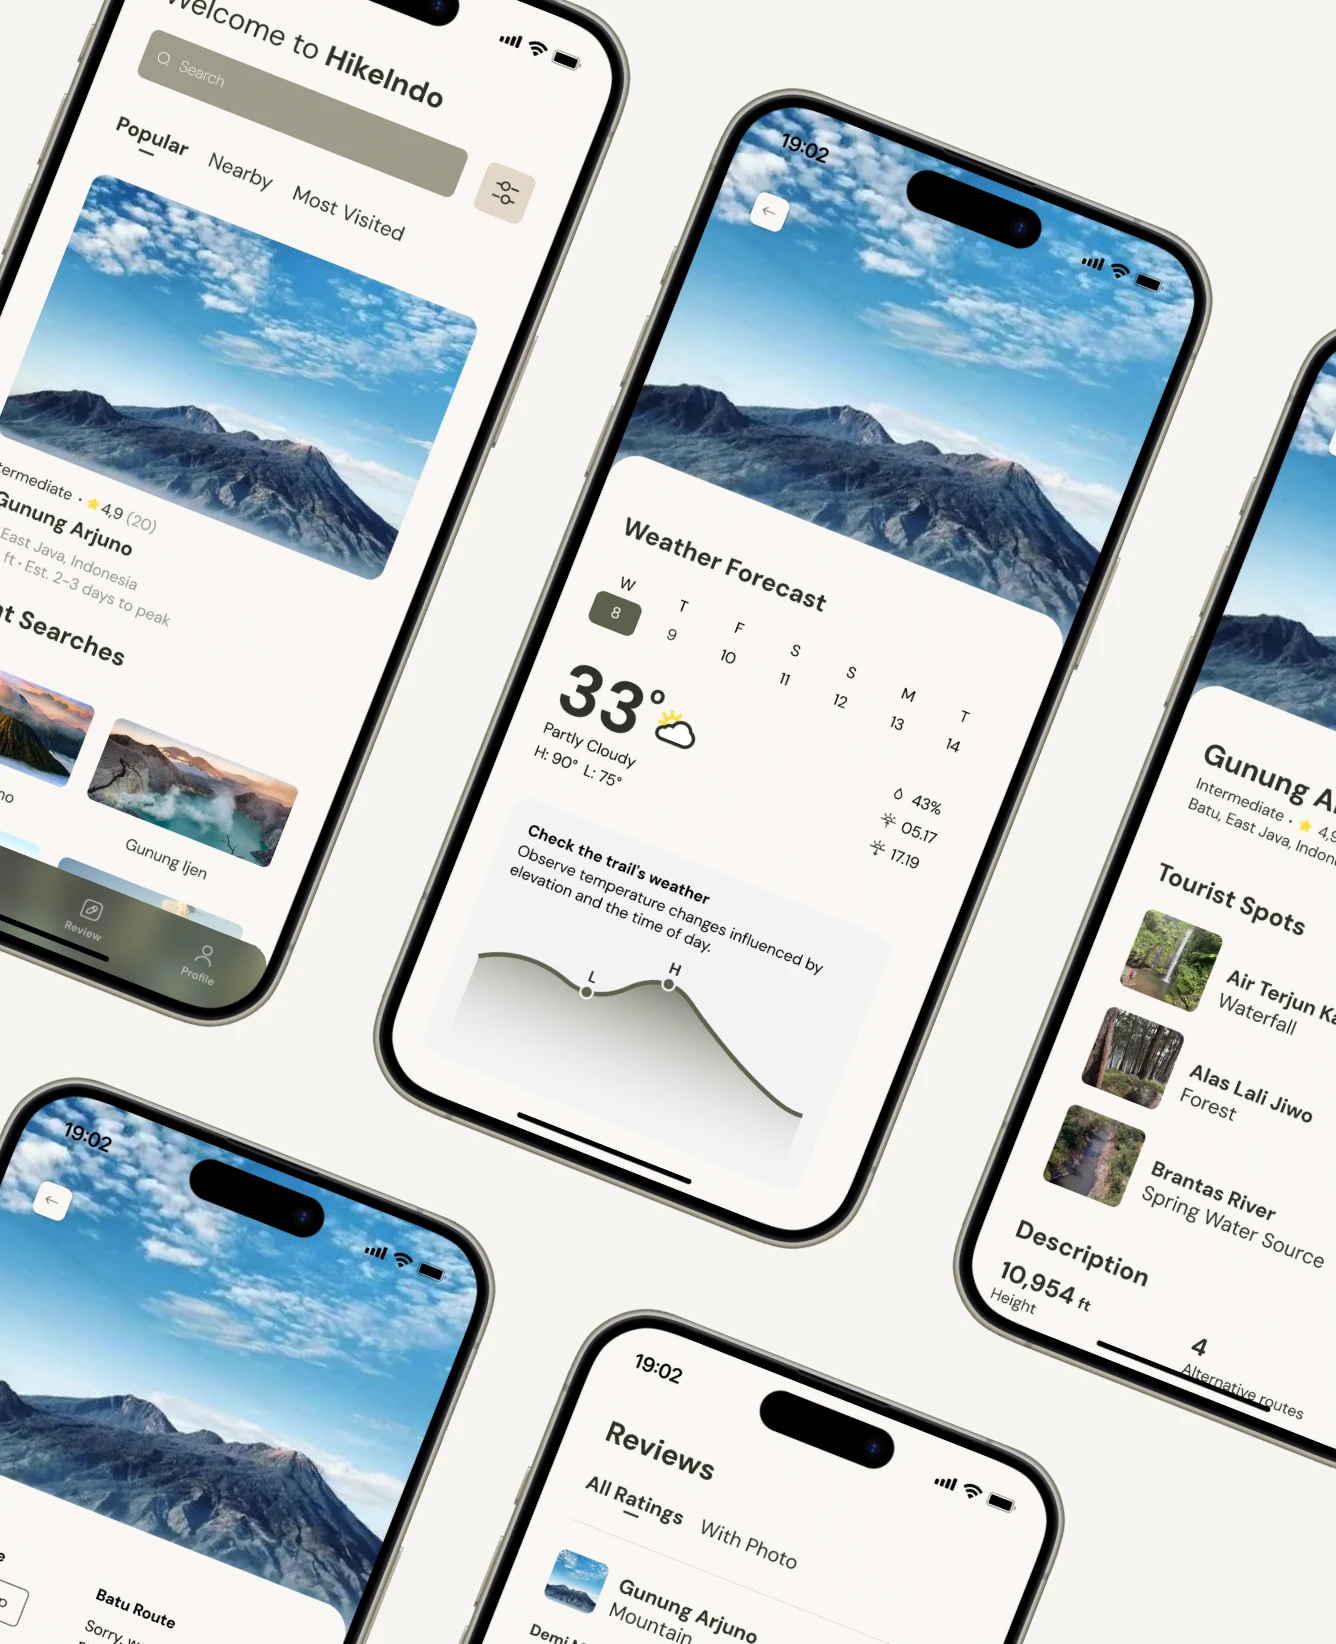 Welcome to HikeIndo
Search
Popular
Nearby
Most Visited
4,9 (20)
Gunung Arjuno
East Java, Indonesia
ft • Est. 2-3 days to peak
Searches
Gunung Ijen
Review
Profile
19:02
Weather Forecast
W T F S S M T
8 9 10 11 12 13 14
33°
Partly Cloudy
H: 90° L: 75°
43%
05.17
17.19
Check the trail's weather
Observe temperature changes influenced by
elevation and the time of day.
L
H
Gunung
Intermediate • 4,9
Batu, East Java,
Tourist Spots
Air Terjun
Waterfall
Alas Lali Jiwo
Forest
Brantas River
Spring Water Source
Description
10,954 ft
Height
4
Alternative routes
19:02
Batu Route
Sorry,
19:02
Reviews
All Ratings
With Photo
Gunung Arjuno
Mountain
Demi